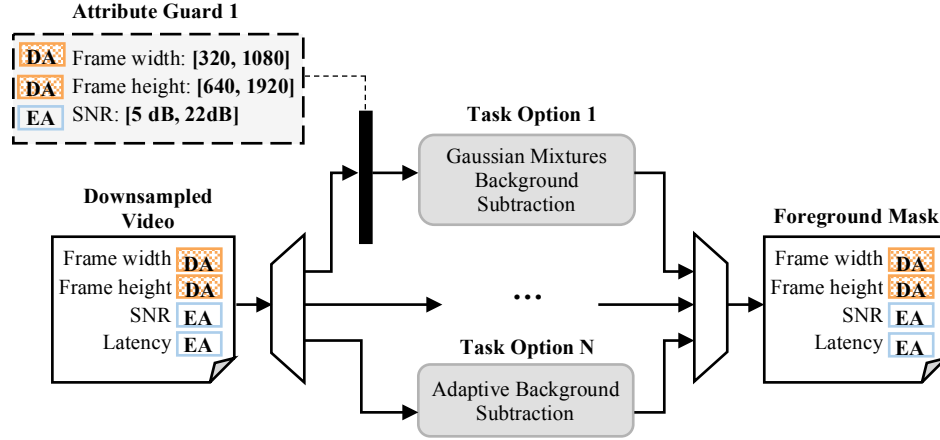 Attribute Guard 1
DA Frame width: [320, 1080]
DA Frame height: [640, 1920]
EA SNR: [5 dB, 22dB]
Task Option 1
Gaussian Mixtures
Background
Subtraction
Downsampled
Video
Frame width DA
Frame height DA
SNR EA
Latency EA
...
Task Option N
Adaptive Background
Subtraction
Foreground Mask
Frame width DA
Frame height DA
SNR EA
Latency EA